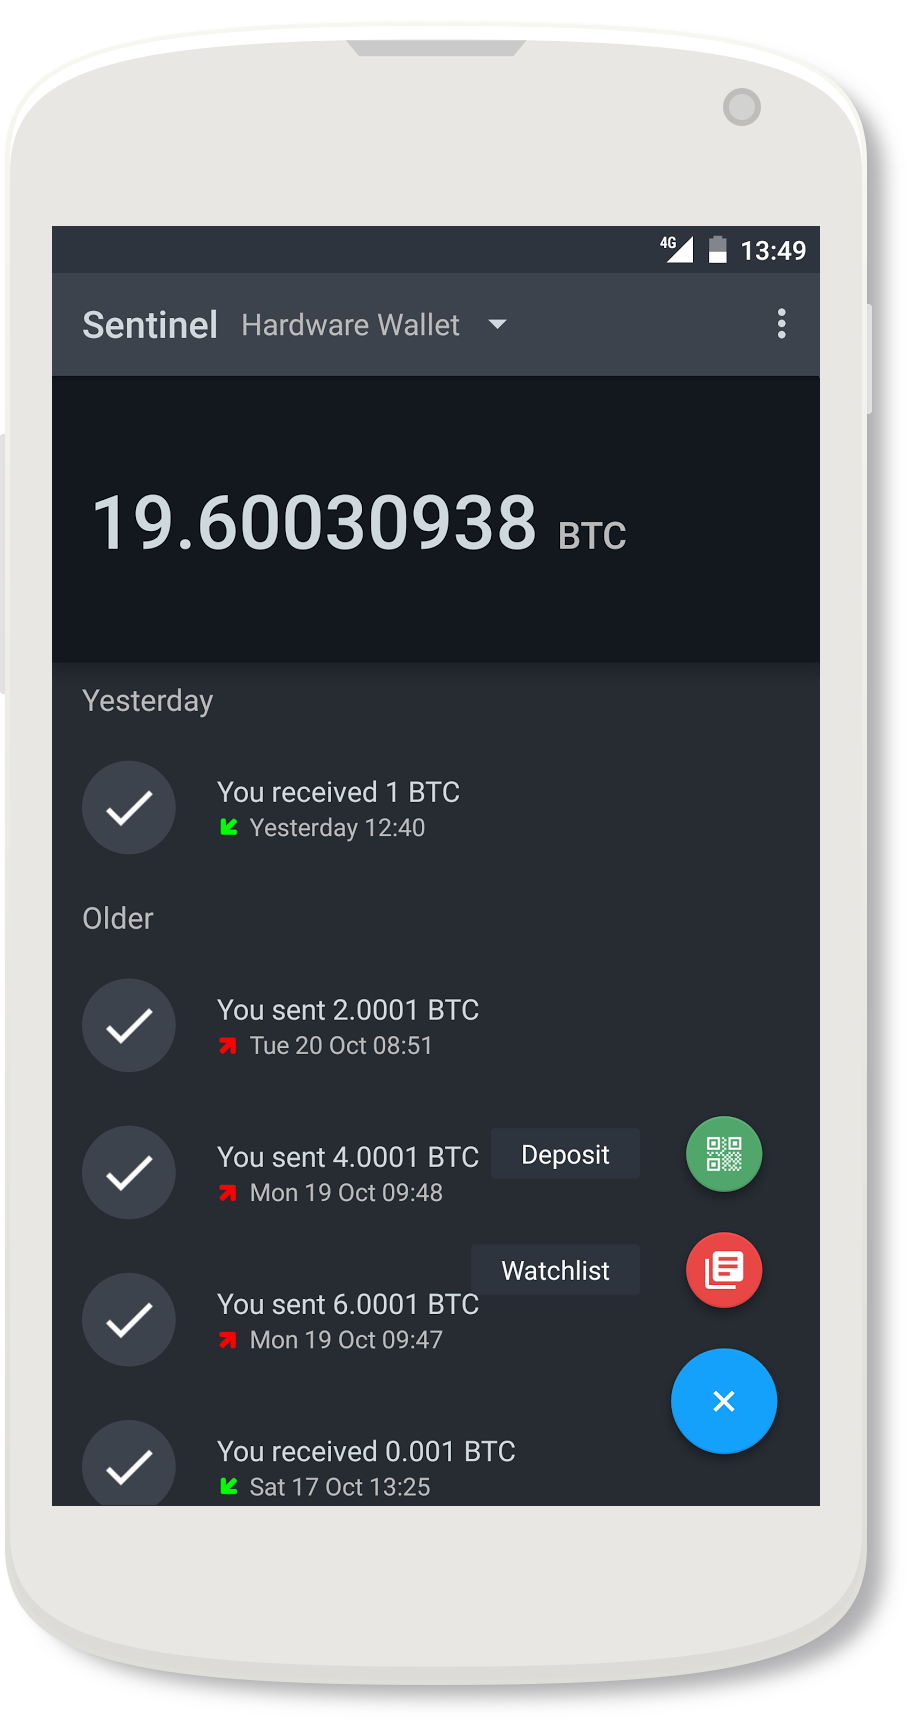 4G 13:49
Sentinel Hardware Wallet
19.60030938 BTC
Yesterday
You received 1 BTC
Yesterday 12:40
Older
You sent 2.0001 BTC
Tue 20 Oct 08:51
You sent 4.0001 BTC
Deposit
Mon 19 Oct 09:48
Watchlist
You sent 6.0001 BTC
Mon 19 Oct 09:47
You received 0.001 BTC
Sat 17 Oct 13:25